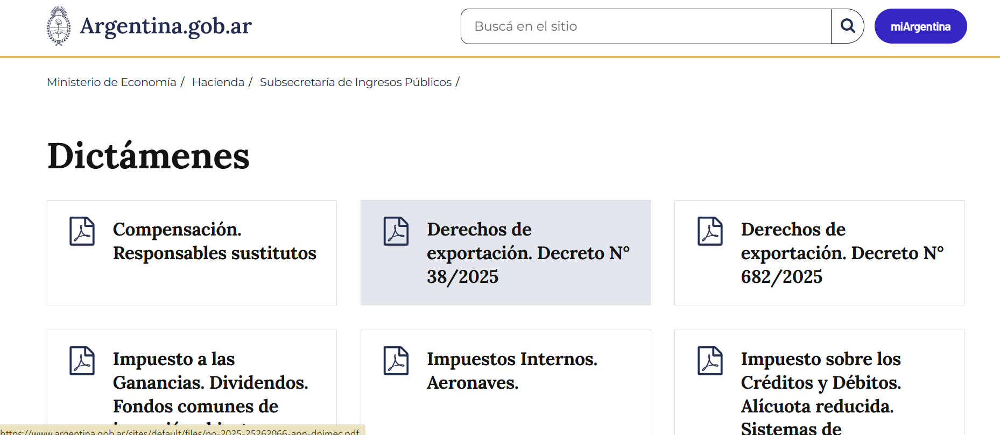 Argentina.gob.ar
Buscá en el sitio
miArgentina
Ministerio de Economía / Hacienda / Subsecretaría de Ingresos Públicos /
Dictámenes
Compensación.
Responsables sustitutos
Derechos de
exportación. Decreto N°
38/2025
Derechos de
exportación. Decreto N°
682/2025
Impuesto a las
Ganancias. Dividendos.
Fondos comunes de
Impuestos Internos.
Aeronaves.
Impuesto sobre los
Créditos y Débitos.
Alícuota reducida.
Sistemas de
https://www.argentina.gob.ar/sites/default/files/no-2025-25262066-apn-dnimec.pdf